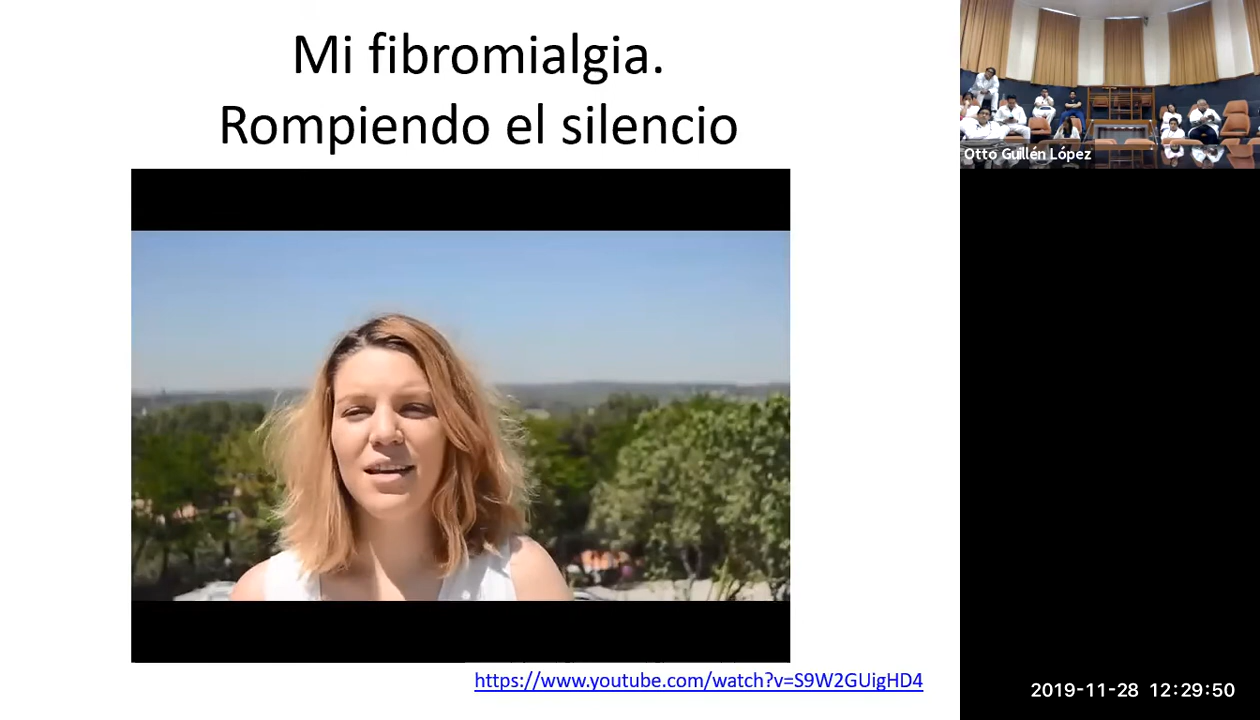 Mi fibromialgia.
Rompiendo el silencio
Otto Guillén López
https://www.youtube.com/watch?v=S9W2GUigHD4
2019-11-28 12:29:50